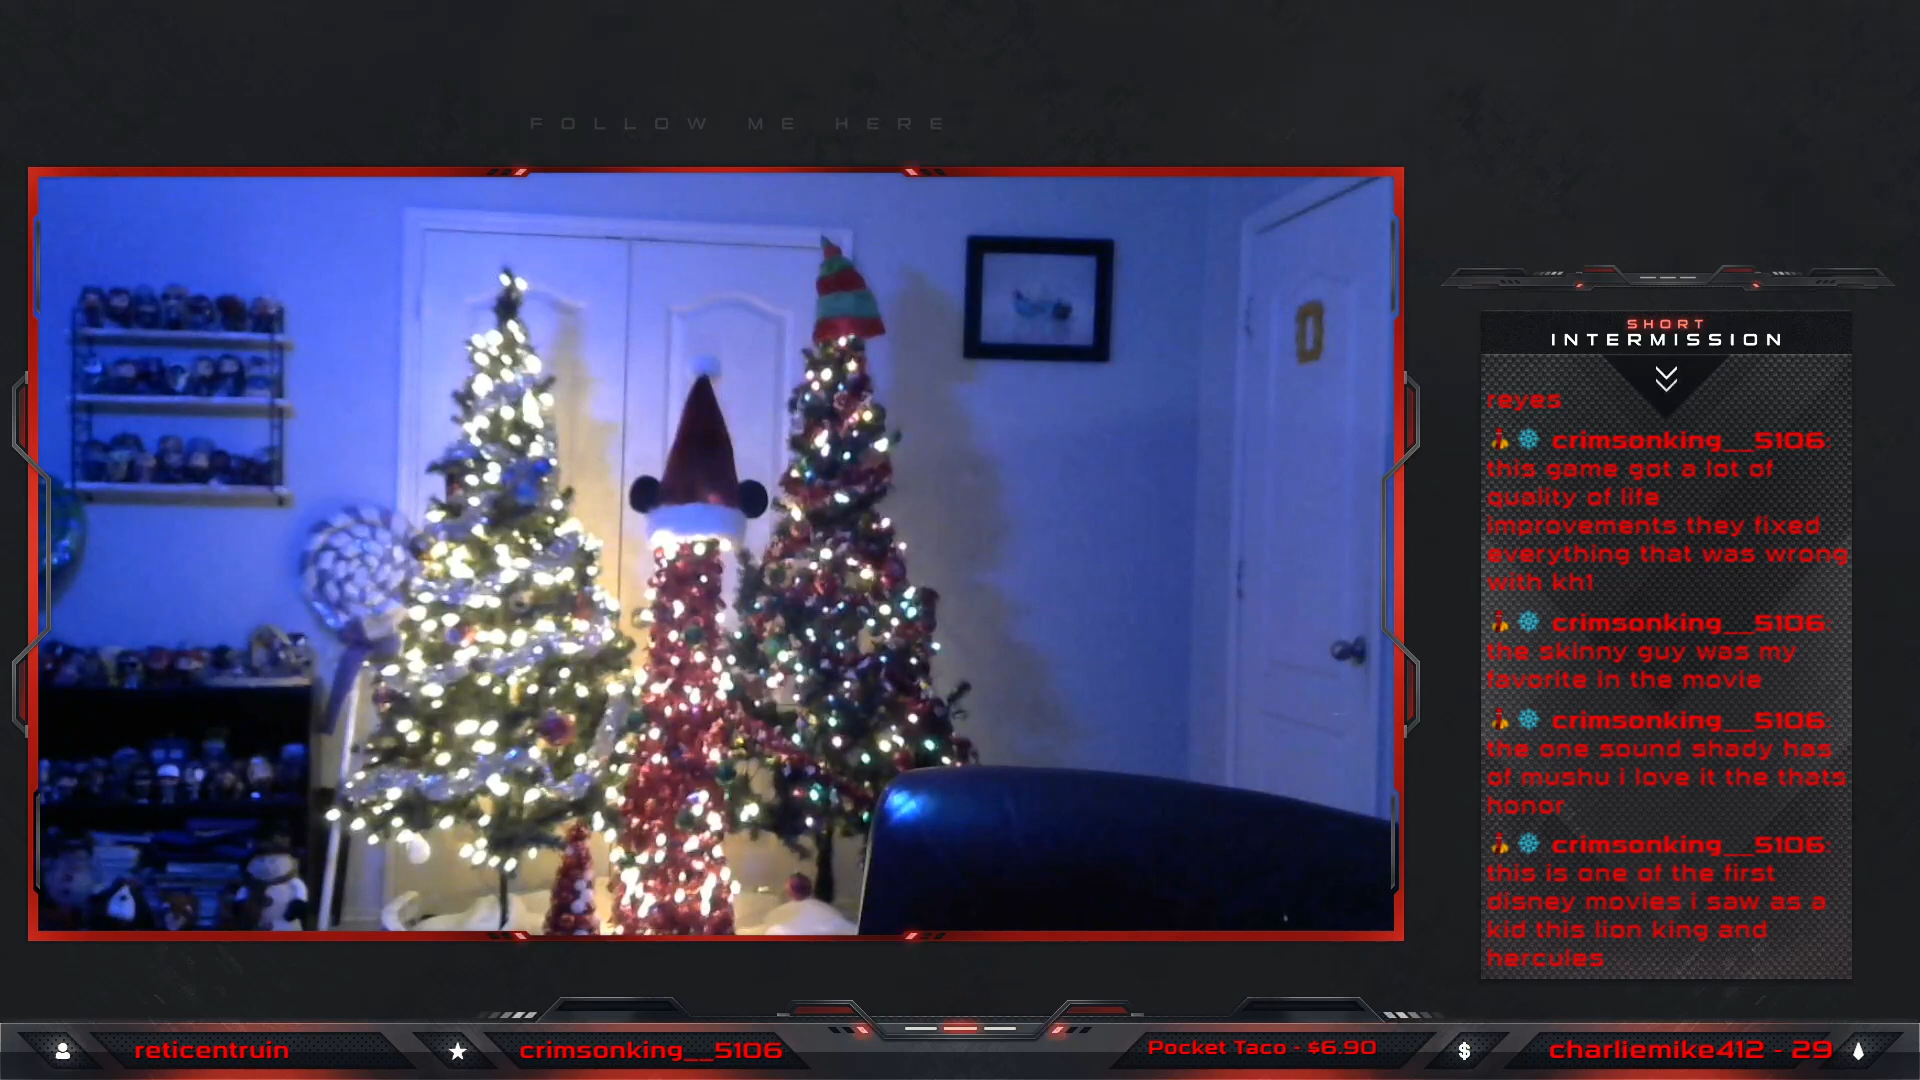 FOLLOW ME HERE
SHORT
INTERMISSION
reyes
crimsonking__5106
this game got a lot of
quality of life
improvements they fixed
everything that was wrong
with kh1
crimsonking__5106
the skinny guy was my
favorite in the movie
crimsonking__5106
the one sound shady has
of mushu i love it the thats
honor
crimsonking__5106
this is one of the first
disney movies i saw as a
kid this lion king and
hercules
reticentruin
crimsonking__5106
Pocket Taco - $6.90
$
charliemike412 - 29